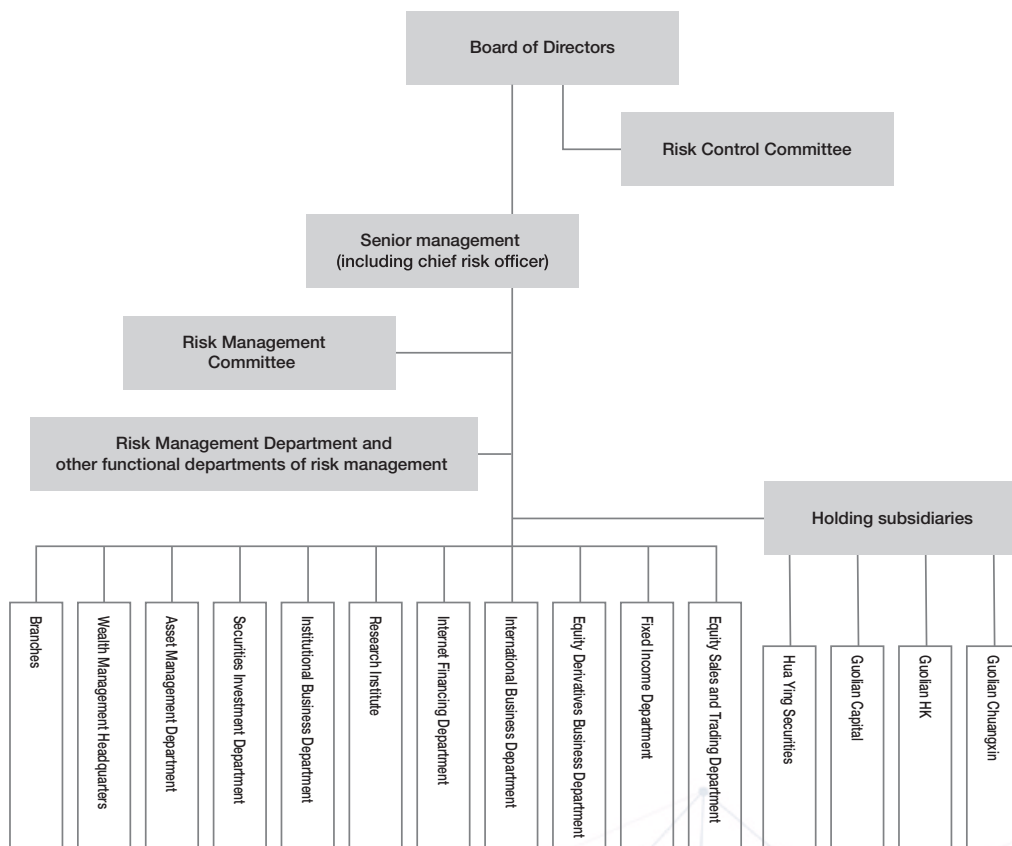 Board of Directors
Risk Control Committee
Senior management
(including chief risk officer)
Risk Management
Committee
Risk Management Department and
other functional departments of risk management
Holding subsidiaries
Branches
Wealth Management Headquarters
Asset Management Department
Securities Investment Department
Institutional Business Department
Research Institute
Internet Financing Department
International Business Department
Equity Derivatives Business Department
Fixed Income Department
Equity Sales and Trading Department
Hua Ying Securities
Guolian Capital
Guolian HK
Guolian Chuangxin